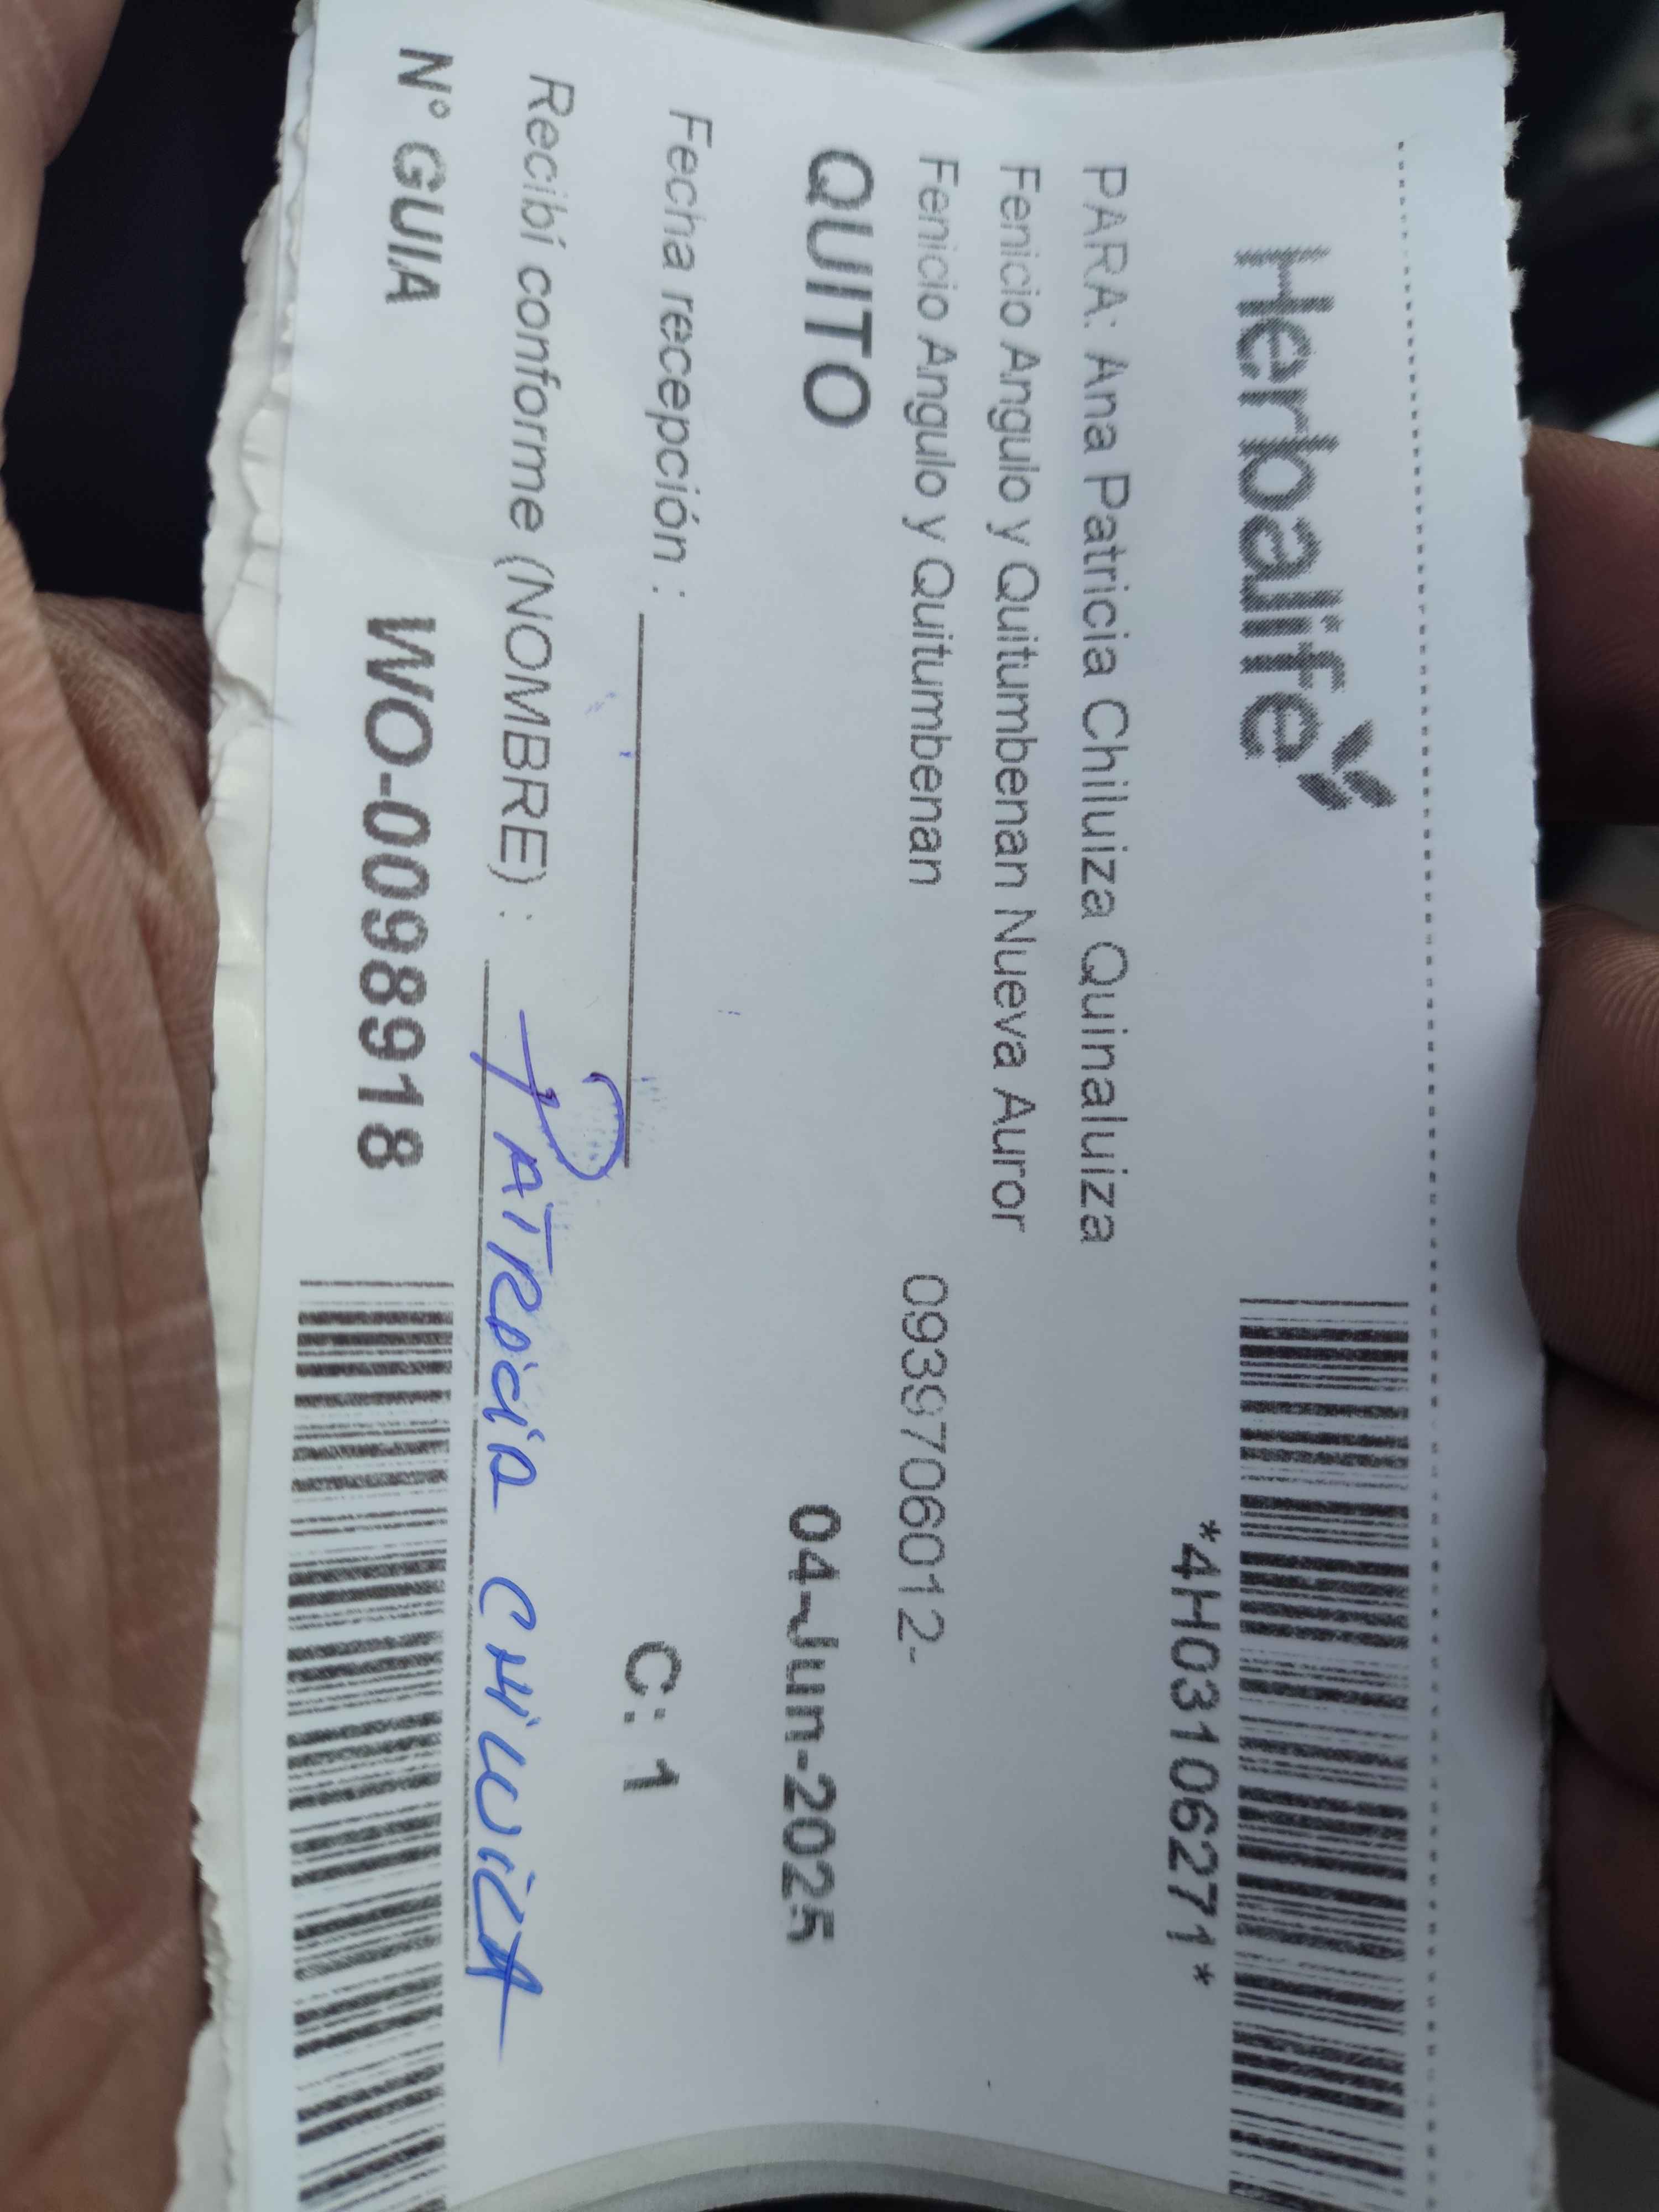 Herbalife
*4H03106271*
PARA: Ana Patricia Chiluiza Quinaluiza
Fenicio Angulo y Quitumbenan Nueva Auror
Fenicio Angulo y Quitumbenan 0939706012-
QUITO 04-Jun-2025
Fecha recepción :
C: 1
Recibí conforme (NOMBRE) : PATRICIA CHILUIZA
N° GUIA WO-0098918